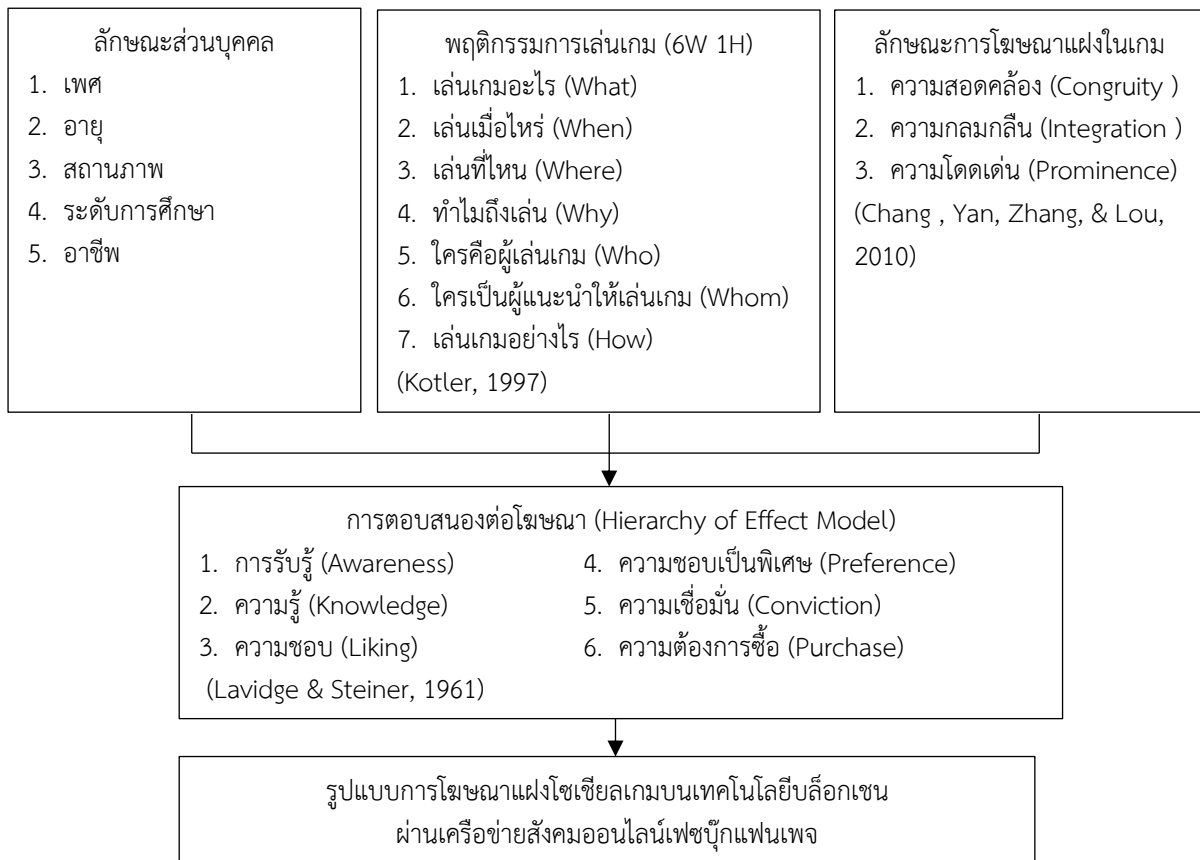 ลักษณะส่วนบุคคล
1. เพศ
2. อายุ
3. สถานภาพ
4. ระดับการศึกษา
5. อาชีพ
พฤติกรรมการเล่นเกม (6W 1H)
1. เล่นเกมอะไร (What)
2. เล่นเมื่อไหร่ (When)
3. เล่นที่ไหน (Where)
4. ทำไมถึงเล่น (Why)
5. ใครคือผู้เล่นเกม (Who)
6. ใครเป็นผู้แนะนำให้เล่นเกม (Whom)
7. เล่นเกมอย่างไร (How)
(Kotler, 1997)
ลักษณะการโฆษณาแฝงในเกม
1. ความสอดคล้อง (Congruity )
2. ความกลมกลืน (Integration )
3. ความโดดเด่น (Prominence)
(Chang , Yan, Zhang, & Lou,
2010)
การตอบสนองต่อโฆษณา (Hierarchy of Effect Model)
1. การรับรู้ (Awareness)
2. ความรู้ (Knowledge)
3. ความชอบ (Liking)
(Lavidge & Steiner, 1961)
4. ความชอบเป็นพิเศษ (Preference)
5. ความเชื่อมั่น (Conviction)
6. ความต้องการซื้อ (Purchase)
รูปแบบการโฆษณาแฝงโซเชียลเกมบนเทคโนโลยีบล็อกเชน
ผ่านเครือข่ายสังคมออนไลน์เฟซบุ๊กแฟนเพจ